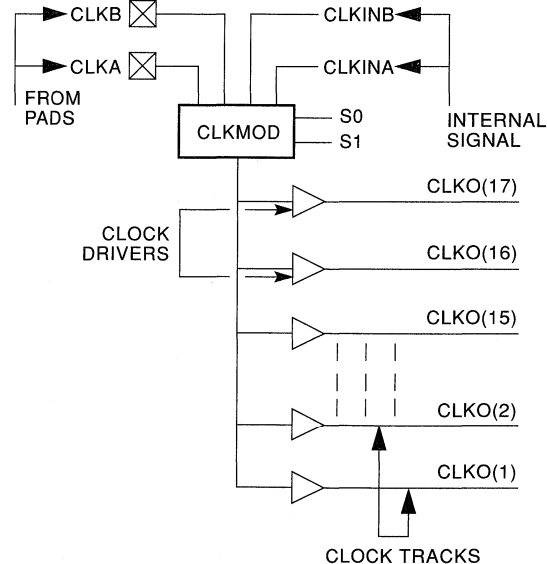 CLKB
CLKINB
CLKA
CLKINA
FROM
PADS
INTERNAL
SIGNAL
CLKMOD
S0
S1
CLKO(17)
CLOCK
DRIVERS
CLKO(16)
CLKO(15)
CLKO(2)
CLKO(1)
CLOCK TRACKS